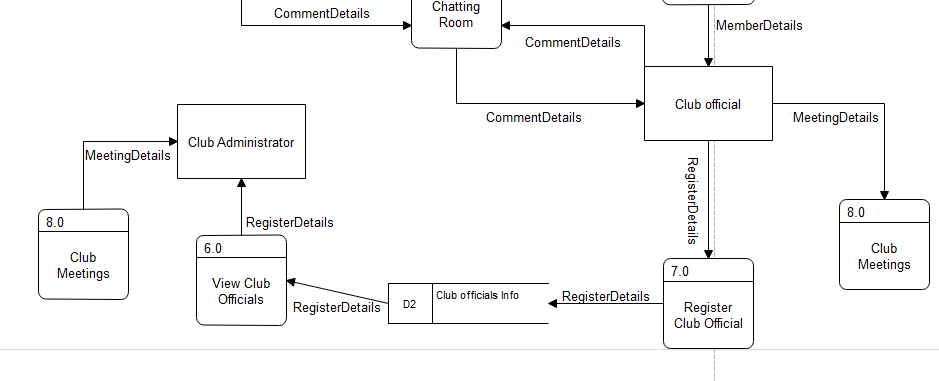 CommentDetails
Chatting
Room
MemberDetails
CommentDetails
Club official
CommentDetails
MeetingDetails
Club Administrator
MeetingDetails
RegisterDetails
8.0
Club
Meetings
RegisterDetails
6.0
View Club
Officials
8.0
Club
Meetings
7.0
Register
Club Official
RegisterDetails
D2
Club officials Info
RegisterDetails